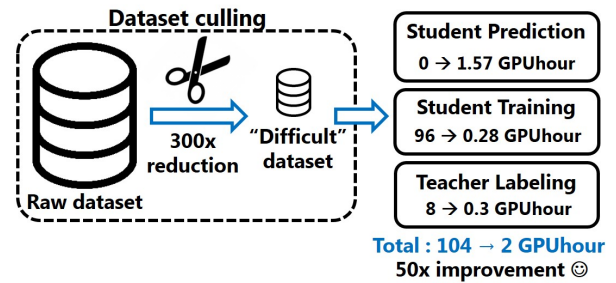 Dataset culling
Raw dataset
300x
reduction
“Difficult”
dataset
Student Prediction
0 → 1.57 GPUhour
Student Training
96 → 0.28 GPUhour
Teacher Labeling
8 → 0.3 GPUhour
Total : 104 → 2 GPUhour
50x improvement ☺